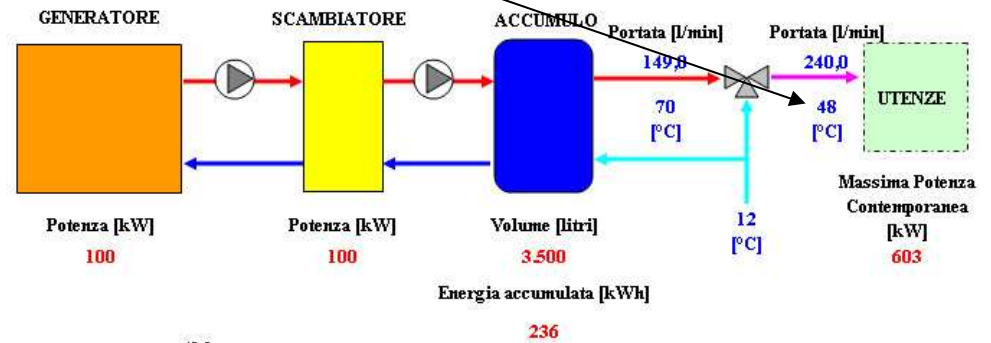 GENERATORE
SCAMBIATORE
ACCUMULO
Portata [l/min]
Portata [l/min]
149,0
240,0
70
[°C]
48
[°C]
UTENZE
12
[°C]
Potenza [kW]
100
Potenza [kW]
100
Volume [litri]
3.500
Massima Potenza
Contemporanea
[kW]
603
Energia accumulata [kWh]
236